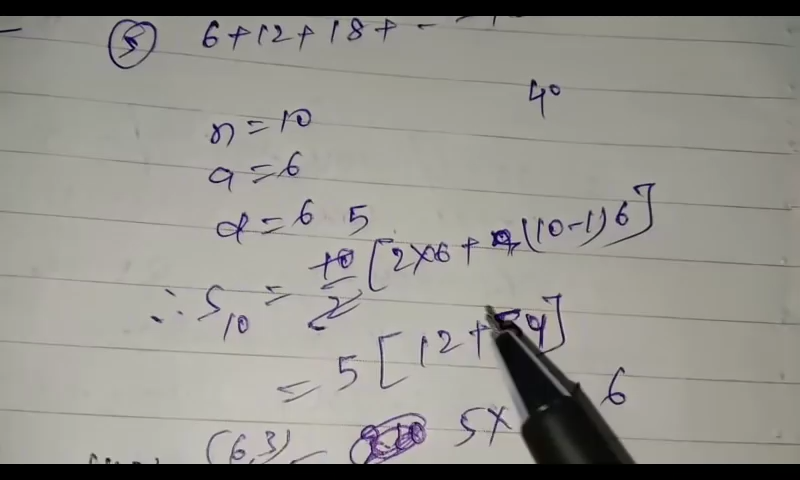 5 6+12+18+ - -
40
n = 10
a = 6
d = 6 5
∴ S10 = 10/2 [2×6 + (10-1)6]
= 5 [12+54]
6
(6,3) - 5×